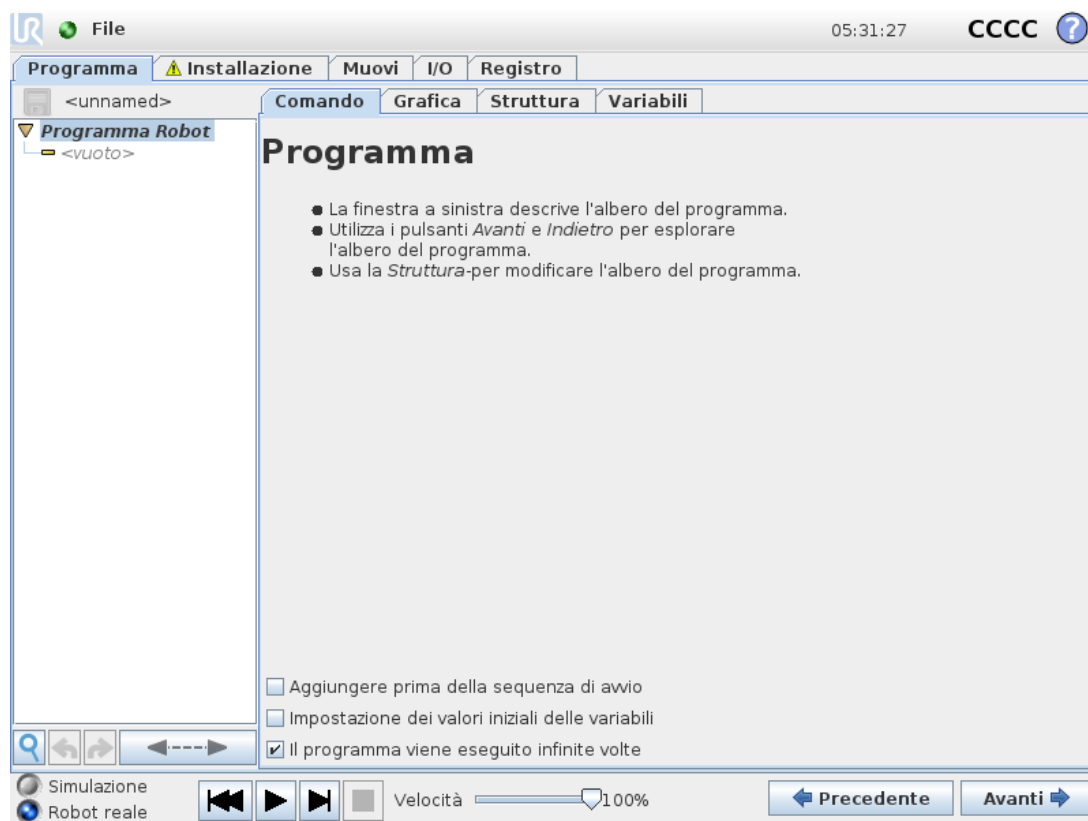 UR File 05:31:27 CCCC ?
Programma Installazione Muovi I/O Registro
<unnamed>
Comando Grafica Struttura Variabili
Programma Robot
<vuoto>
Programma
La finestra a sinistra descrive l'albero del programma.
Utilizza i pulsanti Avanti e Indietro per esplorare
l'albero del programma.
Usa la Struttura-per modificare l'albero del programma.
Aggiungere prima della sequenza di avvio
Impostazione dei valori iniziali delle variabili
Il programma viene eseguito infinite volte
Simulazione
Robot reale
Velocità 100%
Precedente Avanti